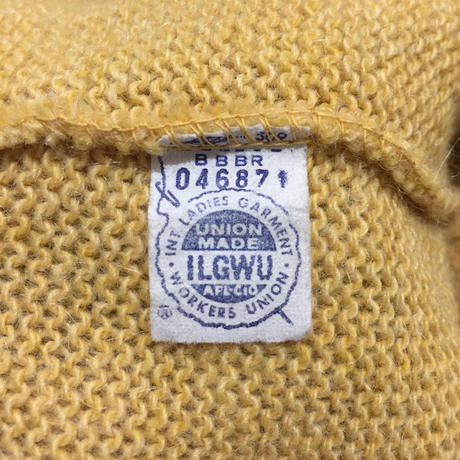 BBBR
046871
INT LADIES GARMENT
UNION
MADE
ILGWU
AFL-CIO
WORKERS UNION
®